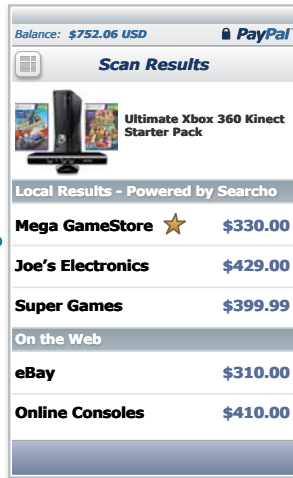 Balance: $752.06 USD PayPal
Scan Results
Ultimate Xbox 360 Kinect
Starter Pack
Local Results - Powered by Searcho
Mega GameStore $330.00
Joe's Electronics $429.00
Super Games $399.99
On the Web
eBay $310.00
Online Consoles $410.00